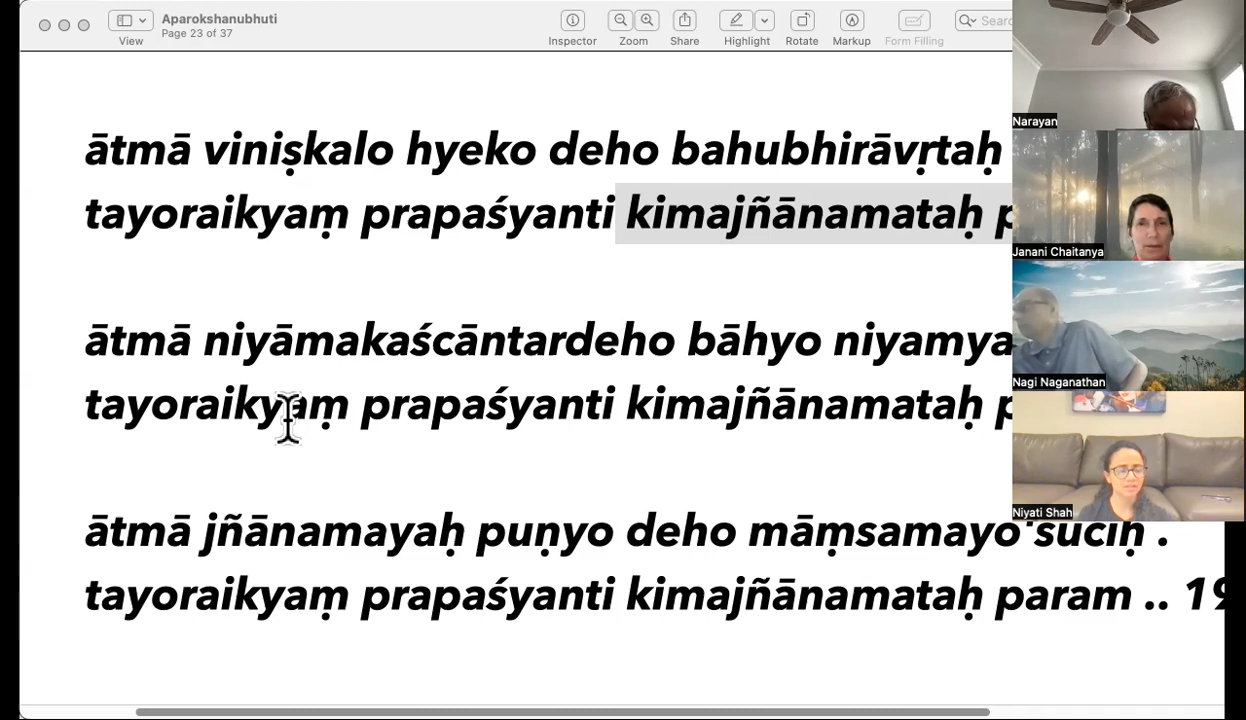 Aparokshanubhuti
Page 23 of 37
View
Inspector
Zoom
Share
Highlight
Rotate
Markup
Form Filling
Searc
ātmā viniṣkalo hyeko deho bahubhirāvṛtaḥ
tayoraikyaṃ prapaśyanti kimajñānamataḥ p
ātmā niyāmakaścāntardeho bāhyo niyamya
tayoraikyaṃ prapaśyanti kimajñānamataḥ p
ātmā jñānamayaḥ puṇyo deho māṃsamayo'śuciḥ .
tayoraikyaṃ prapaśyanti kimajñānamataḥ param .. 19
Narayan
Janani Chaitanya
Nagi Naganathan
Niyati Shah